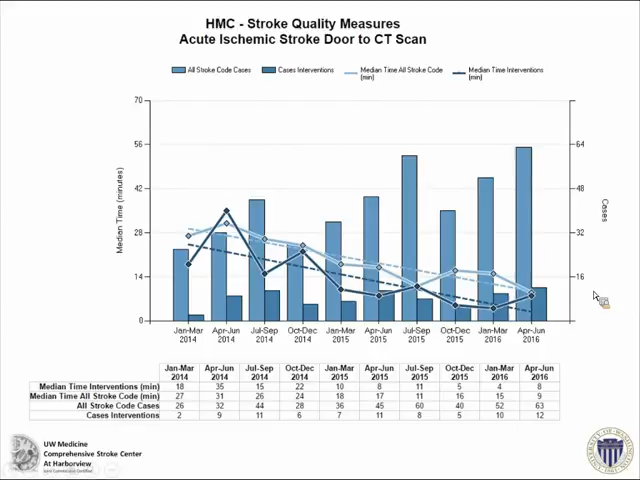 HMC - Stroke Quality Measures
Acute Ischemic Stroke Door to CT Scan
All Stroke Code Cases
Cases Interventions
Median Time All Stroke Code (min)
Median Time Interventions (min)
Median Time (minutes)
70
56
42
28
14
0
Cases
64
48
32
16
Jan-Mar 2014
Apr-Jun 2014
Jul-Sep 2014
Oct-Dec 2014
Jan-Mar 2015
Apr-Jun 2015
Jul-Sep 2015
Oct-Dec 2015
Jan-Mar 2016
Apr-Jun 2016
Jan-Mar 2014 Apr-Jun 2014 Jul-Sep 2014 Oct-Dec 2014 Jan-Mar 2015 Apr-Jun 2015 Jul-Sep 2015 Oct-Dec 2015 Jan-Mar 2016 Apr-Jun 2016
Median Time Interventions (min) 18 35 15 22 10 8 11 5 4 8
Median Time All Stroke Code (min) 27 31 26 24 18 17 11 16 15 9
All Stroke Code Cases 26 32 44 28 36 45 60 40 52 63
Cases Interventions 2 9 11 6 7 11 8 5 10 12
UW Medicine
Comprehensive Stroke Center
At Harborview